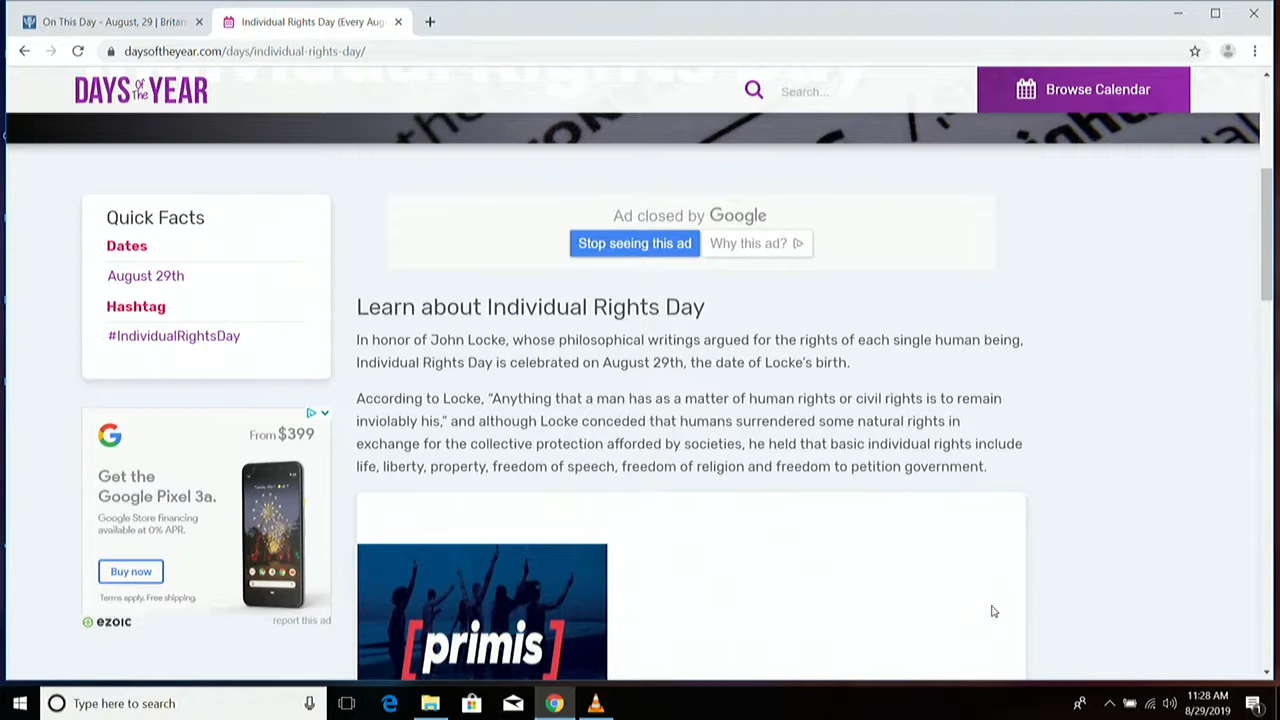 On This Day - August, 29 | Britan
Individual Rights Day (Every Aug
daysoftheyear.com/days/individual-rights-day/
DAYS OF THE YEAR
Search...
Browse Calendar
Quick Facts
Dates
August 29th
Hashtag
#IndividualRightsDay
Ad closed by Google
Stop seeing this ad
Why this ad?
Learn about Individual Rights Day
In honor of John Locke, whose philosophical writings argued for the rights of each single human being,
Individual Rights Day is celebrated on August 29th, the date of Locke's birth.
According to Locke, “Anything that a man has as a matter of human rights or civil rights is to remain
inviolably his,” and although Locke conceded that humans surrendered some natural rights in
exchange for the collective protection afforded by societies, he held that basic individual rights include
life, liberty, property, freedom of speech, freedom of religion and freedom to petition government.
From $399
Get the
Google Pixel 3a.
Google Store financing
available at 0% APR.
Buy now
Terms apply. Free shipping.
ezoic
report this ad
[primis]
Type here to search
11:28 AM
8/29/2019
1